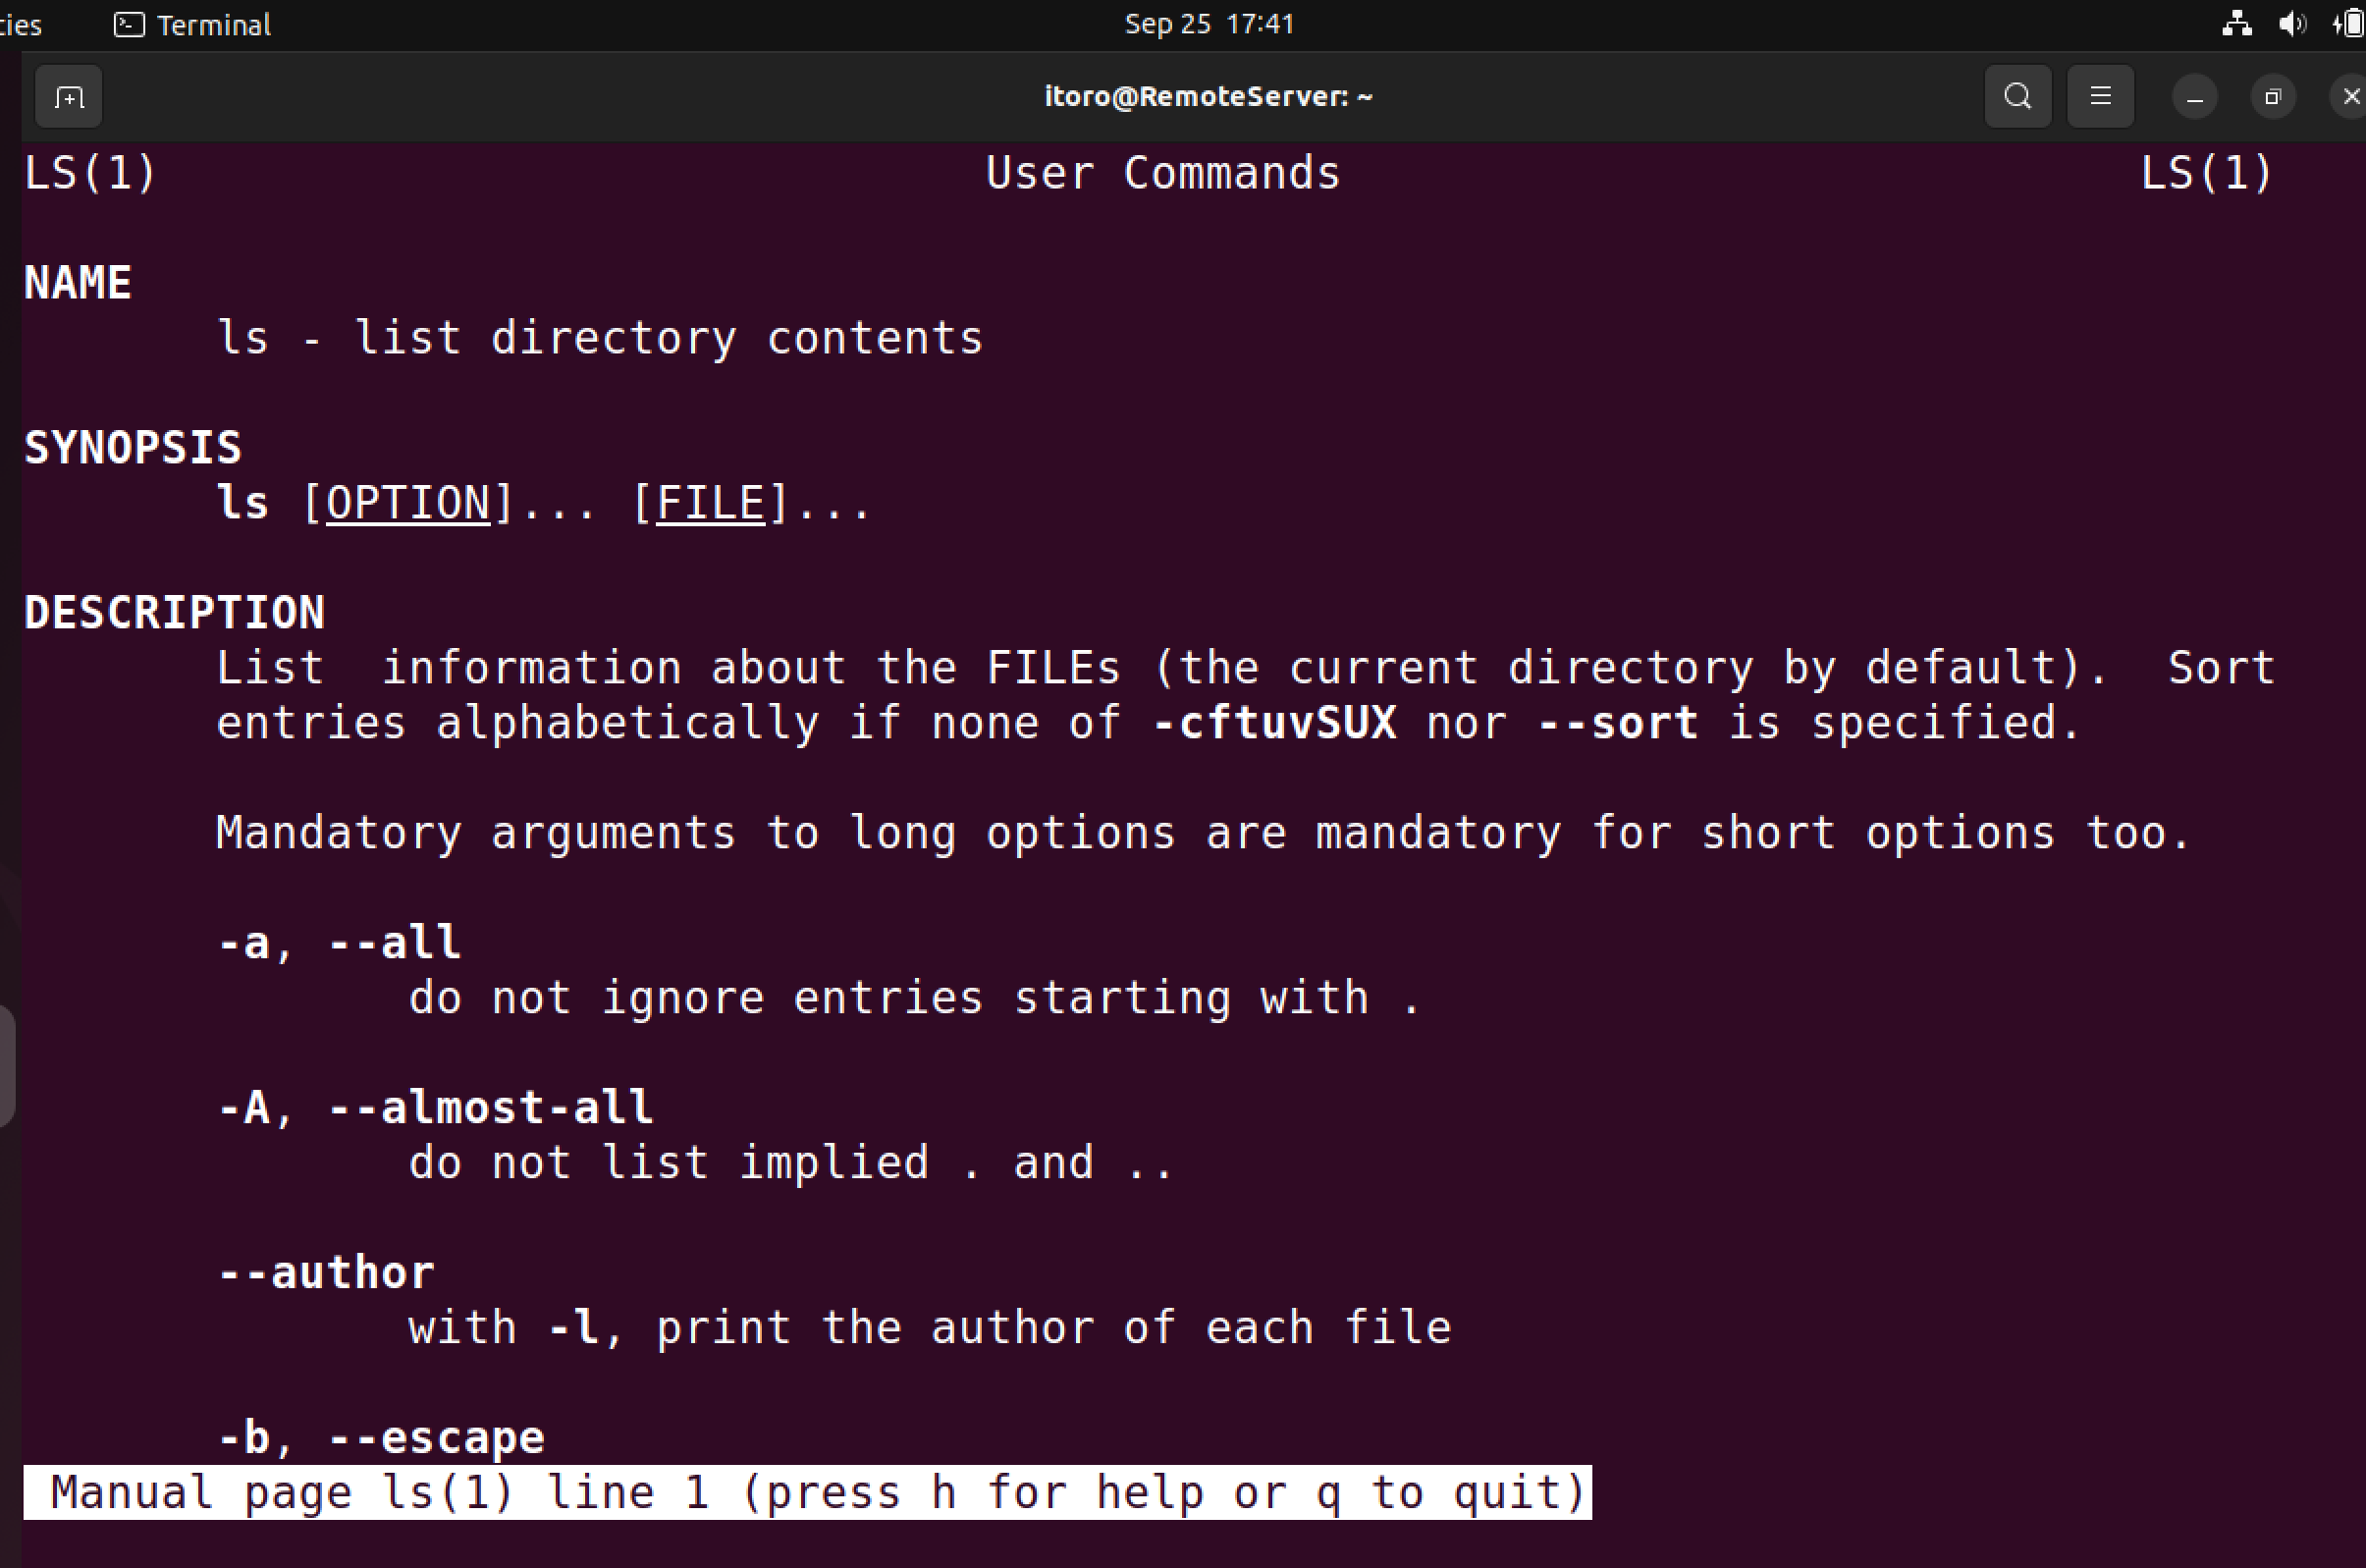 Terminal
Sep 25 17:41
itoro@RemoteServer: ~
LS(1) User Commands LS(1)
NAME
ls - list directory contents
SYNOPSIS
ls [OPTION]... [FILE]...
DESCRIPTION
List  information about the FILEs (the current directory by default).  Sort
entries alphabetically if none of -cftuvSUX nor --sort is specified.
Mandatory arguments to long options are mandatory for short options too.
-a, --all
do not ignore entries starting with .
-A, --almost-all
do not list implied . and ..
--author
with -l, print the author of each file
-b, --escape
Manual page ls(1) line 1 (press h for help or q to quit)